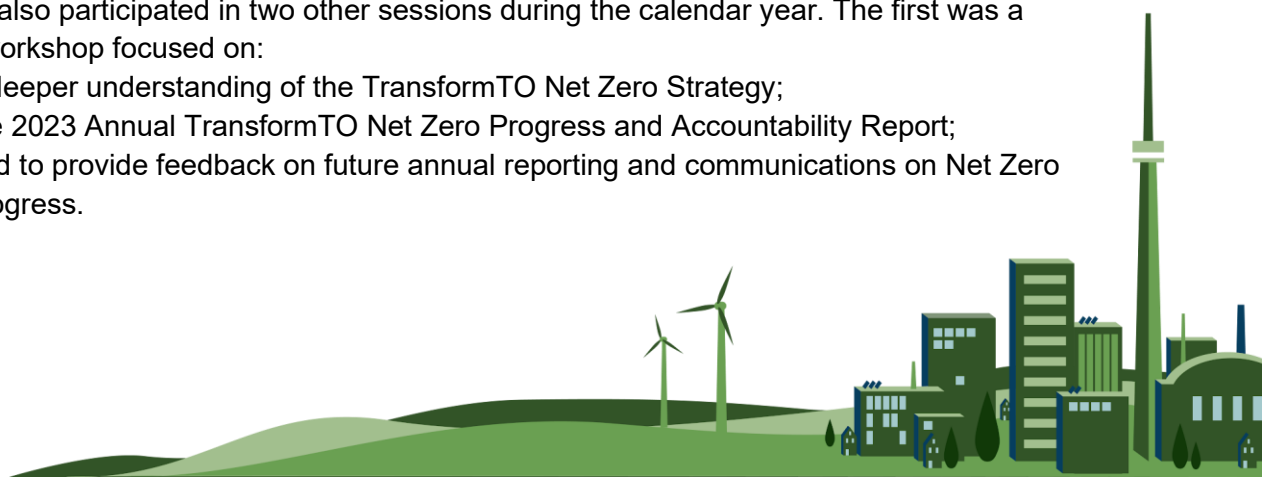 also participated in two other sessions during the calendar year. The first was a
workshop focused on:
deeper understanding of the TransformTO Net Zero Strategy;
2023 Annual TransformTO Net Zero Progress and Accountability Report;
to provide feedback on future annual reporting and communications on Net Zero
ogress.